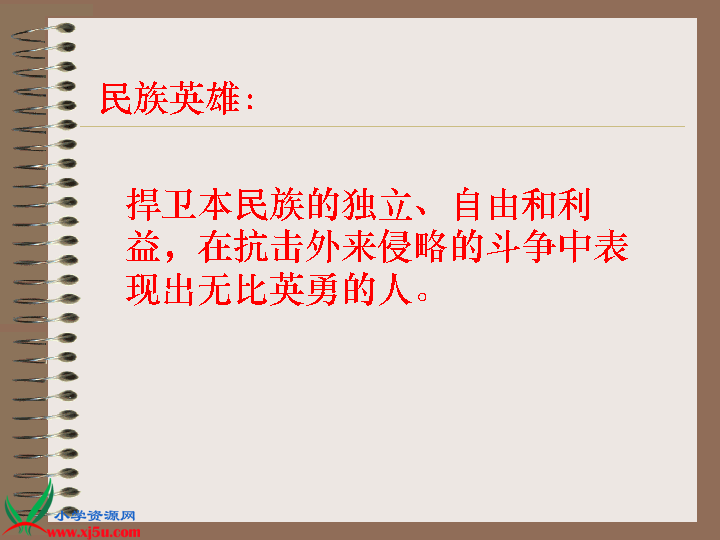 民族英雄:
捍卫本民族的独立、自由和利
益，在抗击外来侵略的斗争中表
现出无比英勇的人。
小学资源网
www.xj5u.com